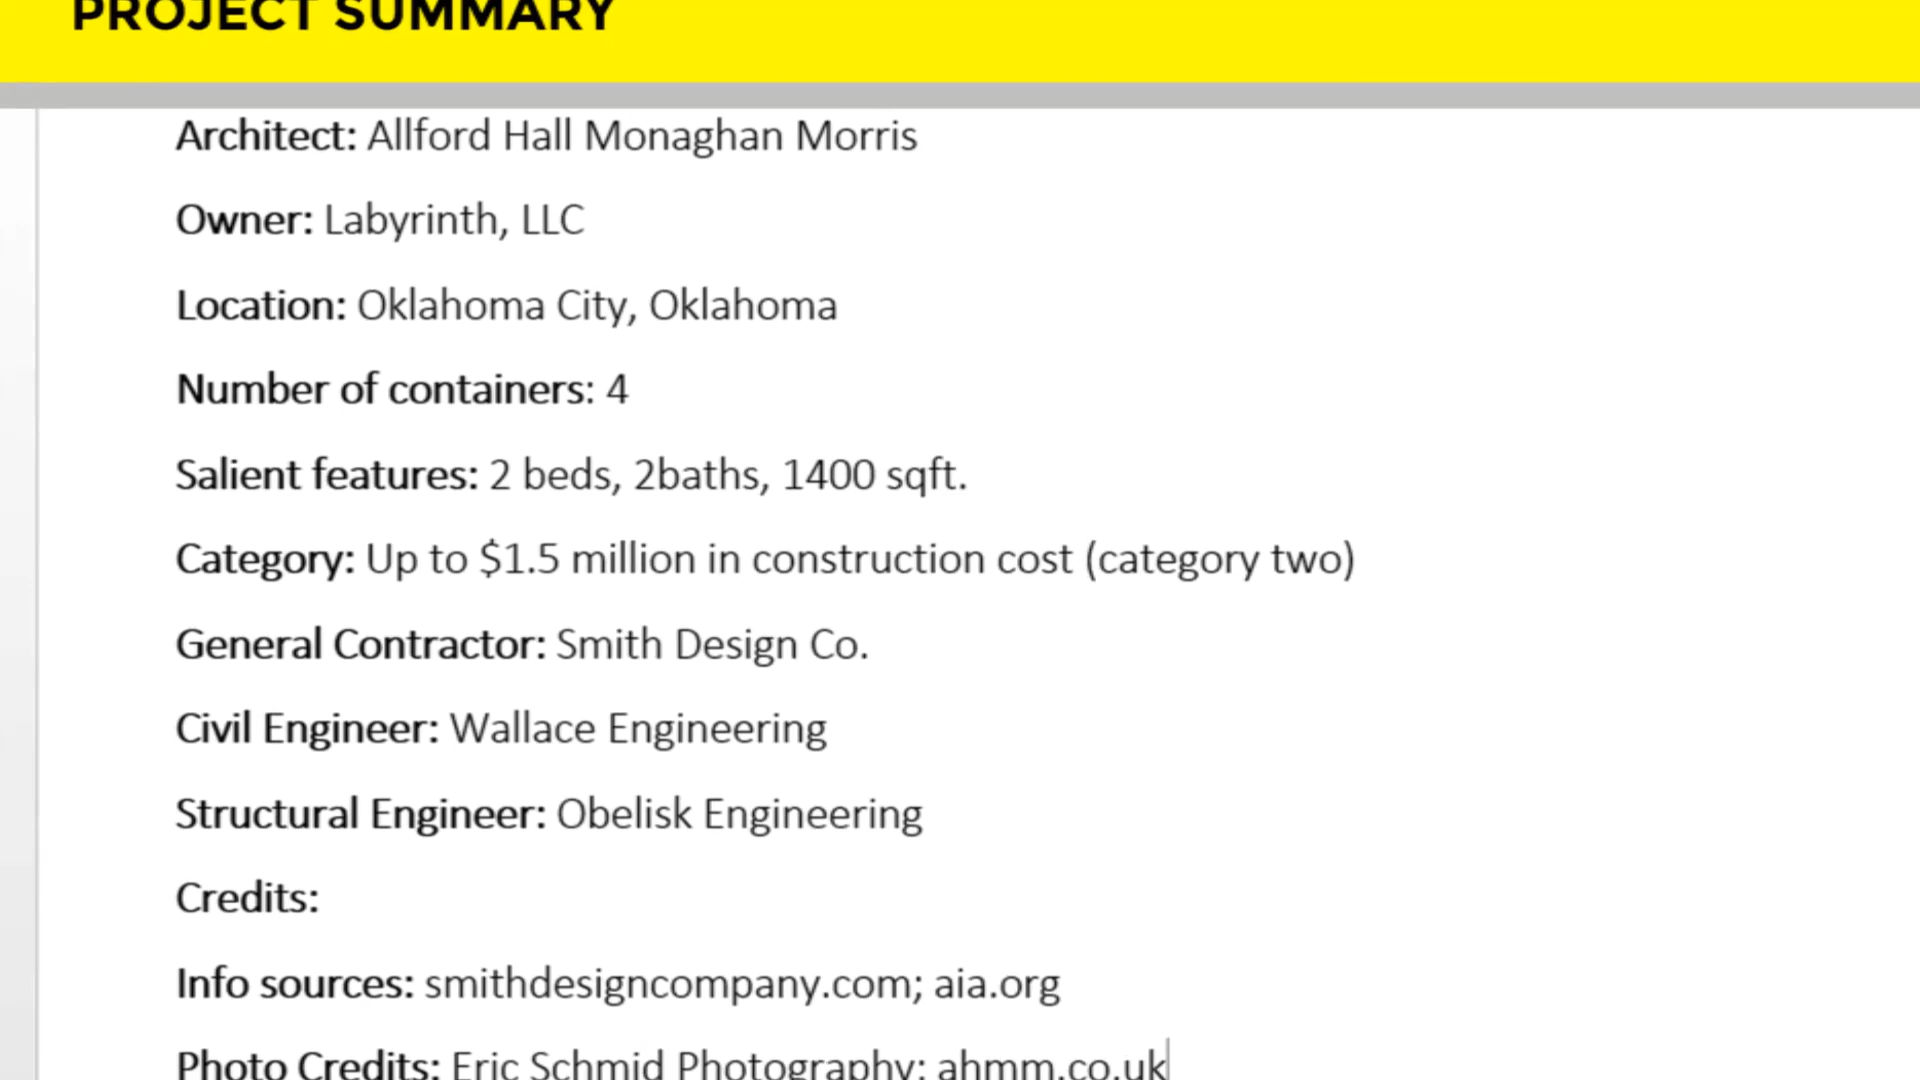 PROJECT SUMMARY
Architect: Allford Hall Monaghan Morris
Owner: Labyrinth, LLC
Location: Oklahoma City, Oklahoma
Number of containers: 4
Salient features: 2 beds, 2baths, 1400 sqft.
Category: Up to $1.5 million in construction cost (category two)
General Contractor: Smith Design Co.
Civil Engineer: Wallace Engineering
Structural Engineer: Obelisk Engineering
Credits:
Info sources: smithdesigncompany.com; aia.org
Photo Credits: Eric Schmid Photography; ahmm.co.uk